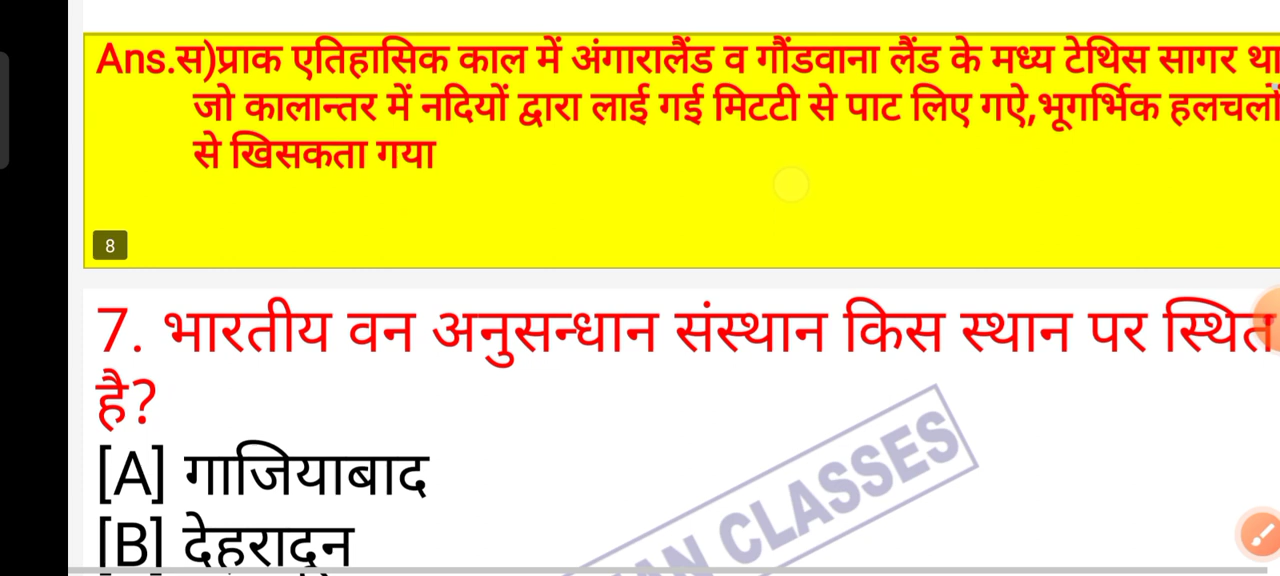 Ans.स)प्राक एतिहासिक काल में अंगारालैंड व गौंडवाना लैंड के मध्य टेथिस सागर था
जो कालान्तर में नदियों द्वारा लाई गई मिटटी से पाट लिए गऐ,भूगर्भिक हलचलों
से खिसकता गया
8
7. भारतीय वन अनुसन्धान संस्थान किस स्थान पर स्थित
है?
[A] गाजियाबाद
[B] देहरादून
CLASSES